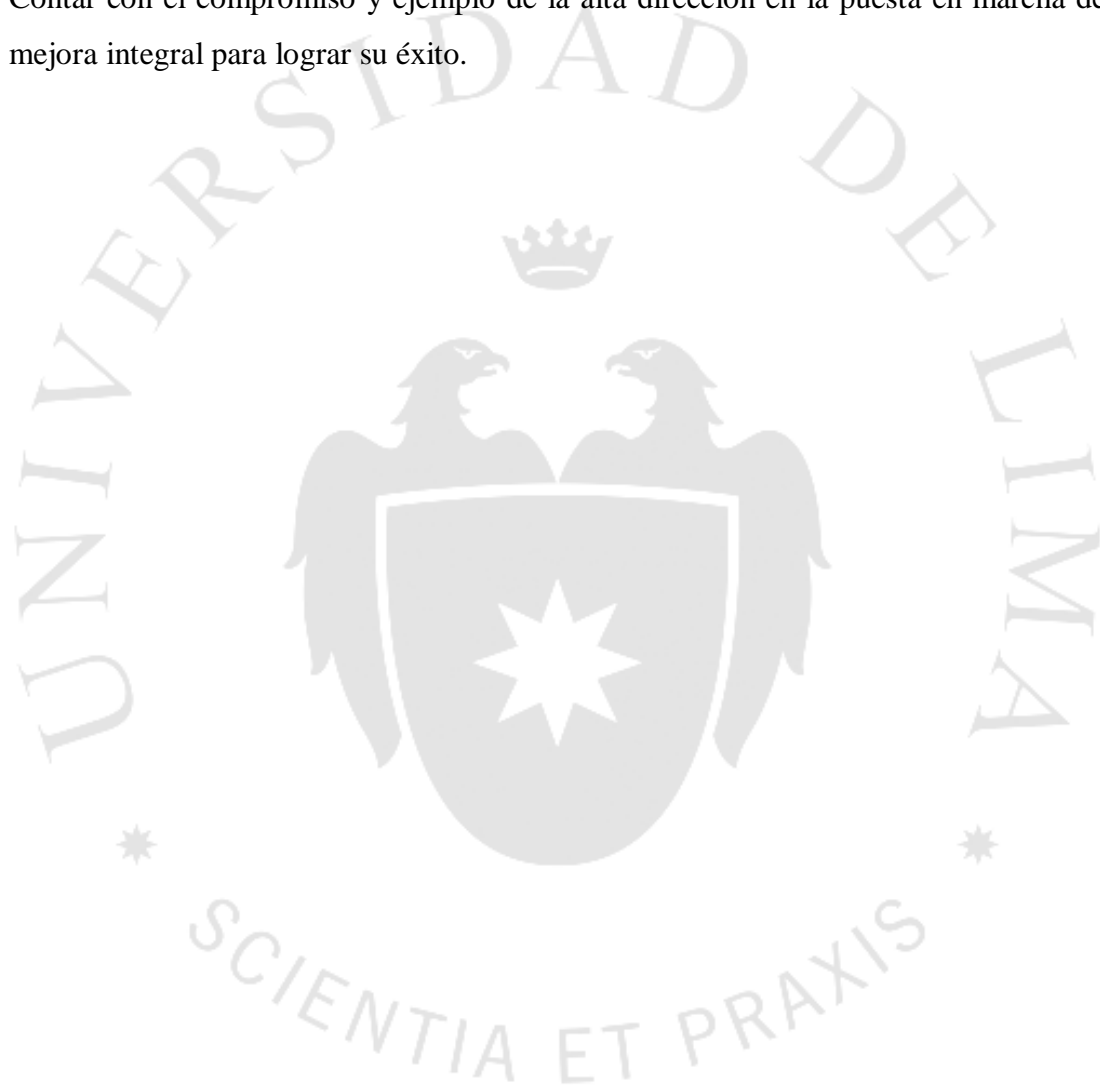 Contar con el compromiso y ejemplo de la alta dirección en la puesta en marcha de
mejora integral para lograr su éxito.
UNIVERSIDAD DE LIMA
SCIENTIA ET PRAXIS